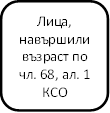 Лица,
навършили
възраст по
чл. 68, ал. 1
КСО